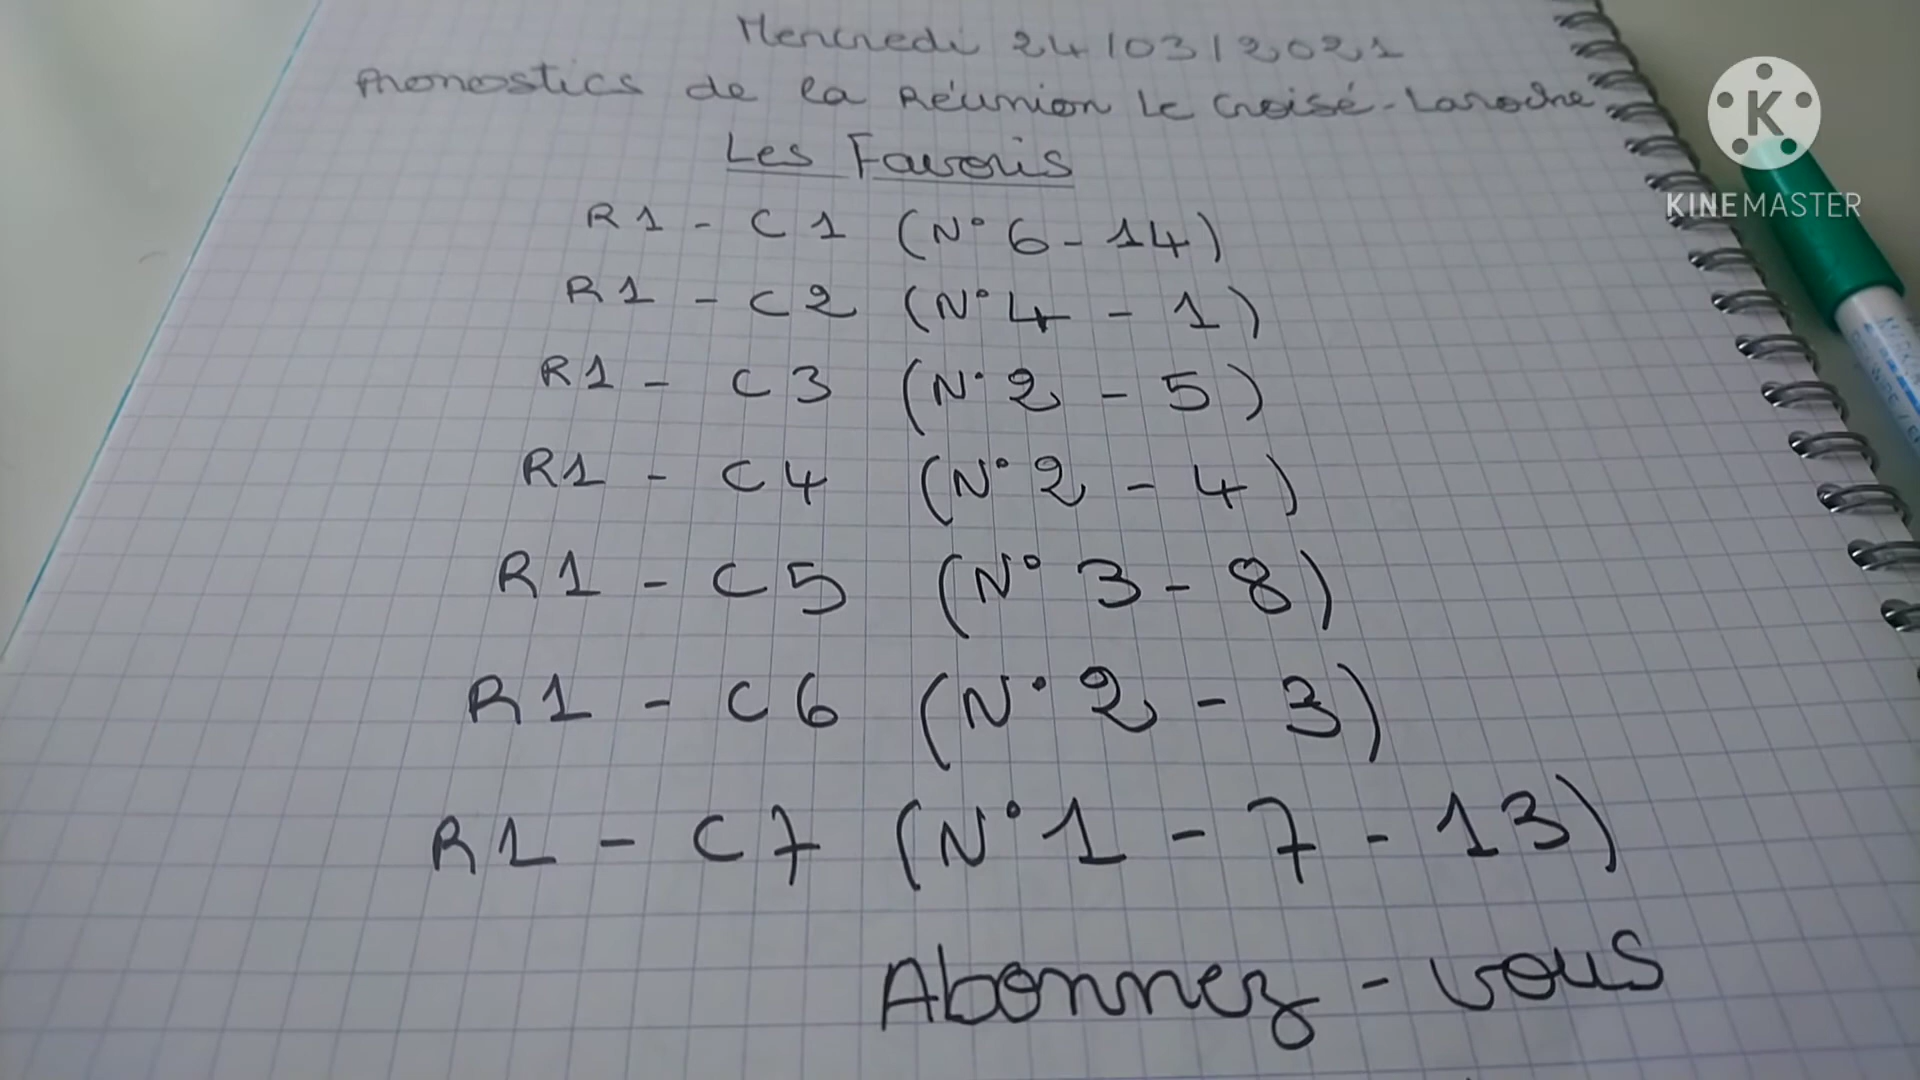 Mercredi 24/03/2021
Pronostics de la Réunion Le Croisé-Laroche
Les Favoris
R1 - C1 (N° 6 - 14)
R1 - C2 (N° 4 - 1)
R1 - C3 (N° 2 - 5)
R1 - C4 (N° 2 - 4)
R1 - C5 (N° 3 - 8)
R1 - C6 (N° 2 - 3)
R1 - C7 (N° 1 - 7 - 13)
Abonnez-vous
K
KINEMASTER